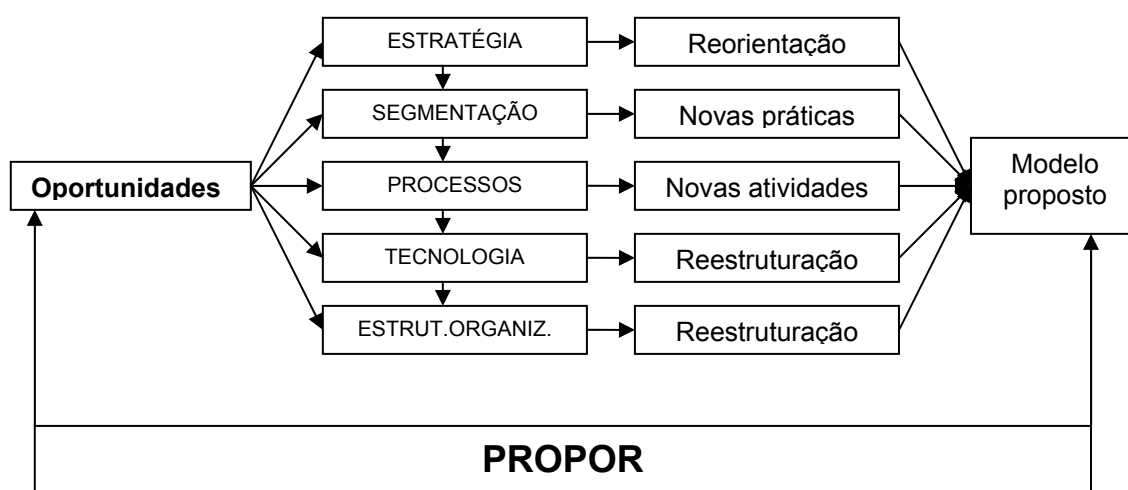 ESTRATÉGIA
Reorientação
SEGMENTAÇÃO
Novas práticas
Oportunidades
PROCESSOS
Novas atividades
Modelo
proposto
TECNOLOGIA
Reestruturação
ESTRUT.ORGANIZ.
Reestruturação
PROPOR